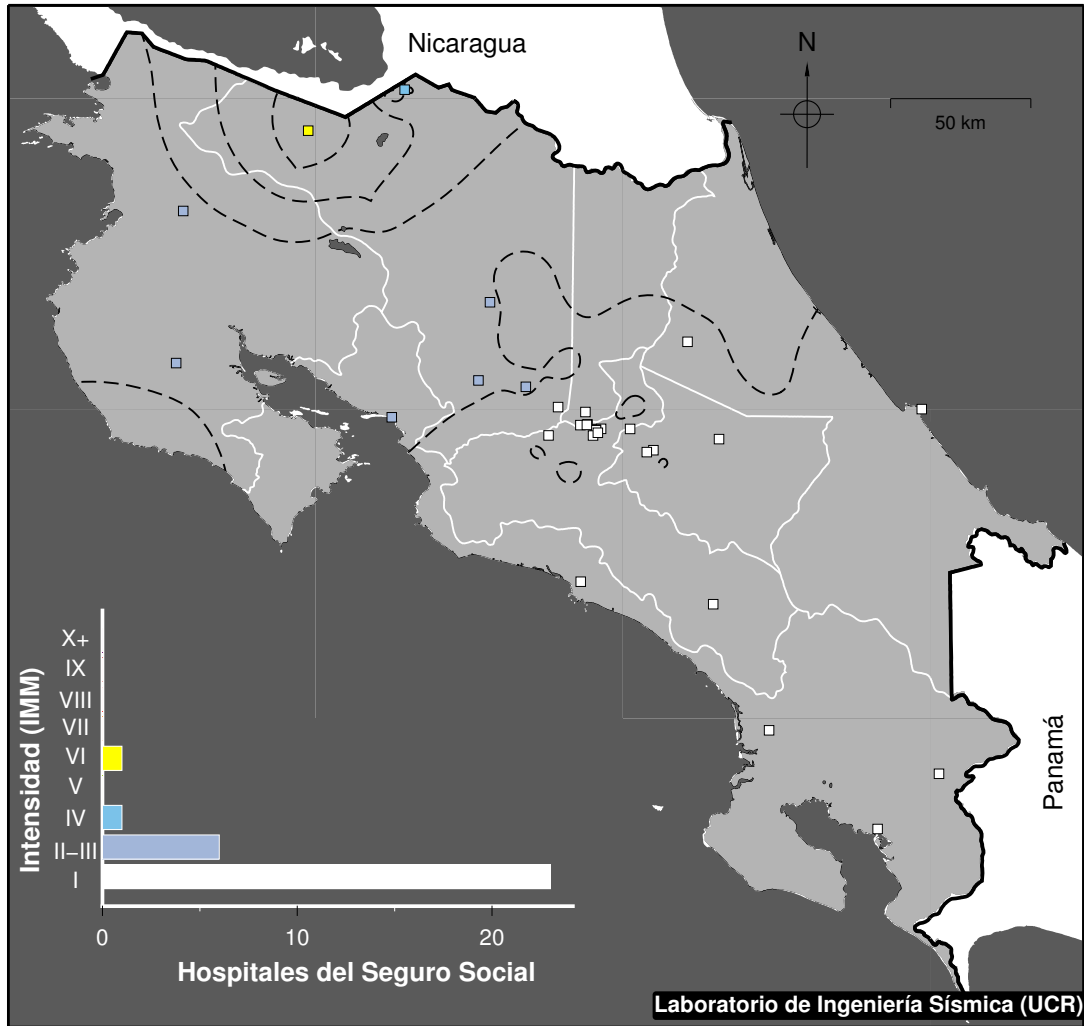 Nicaragua
N
50 km
Panamá
Intensidad (IMM)
X+
IX
VIII
VII
VI
V
IV
II–III
I
0 10 20
Hospitales del Seguro Social
Laboratorio de Ingeniería Sísmica (UCR)